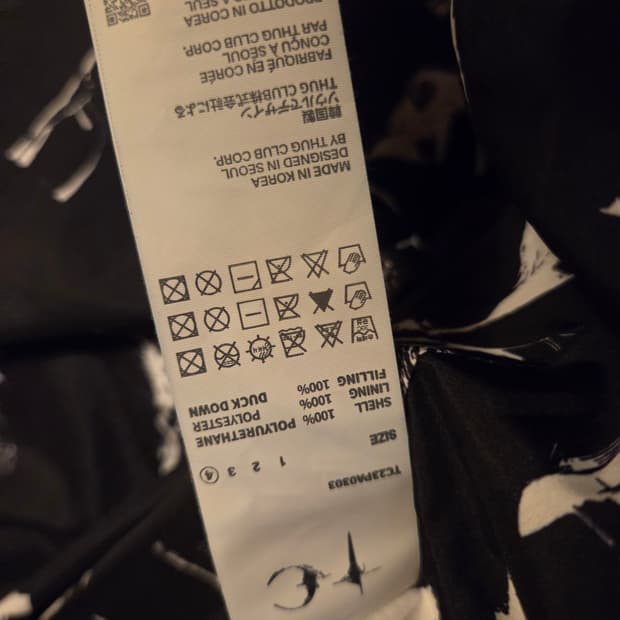 TC23PA0303
SIZE 1 2 3 4
SHELL 100% POLYURETHANE
LINING 100% POLYESTER
FILLING 100% DUCK DOWN
MADE IN KOREA
DESIGNED IN SEOUL
BY THUG CLUB CORP.
韓国製
ソウルでデザイン
THUG CLUB株式会社による
FABRIQUÉ EN CORÉE
CONÇU À SEOUL
PAR THUG CLUB CORP.
PRODOTTO IN COREA
A SEOUL